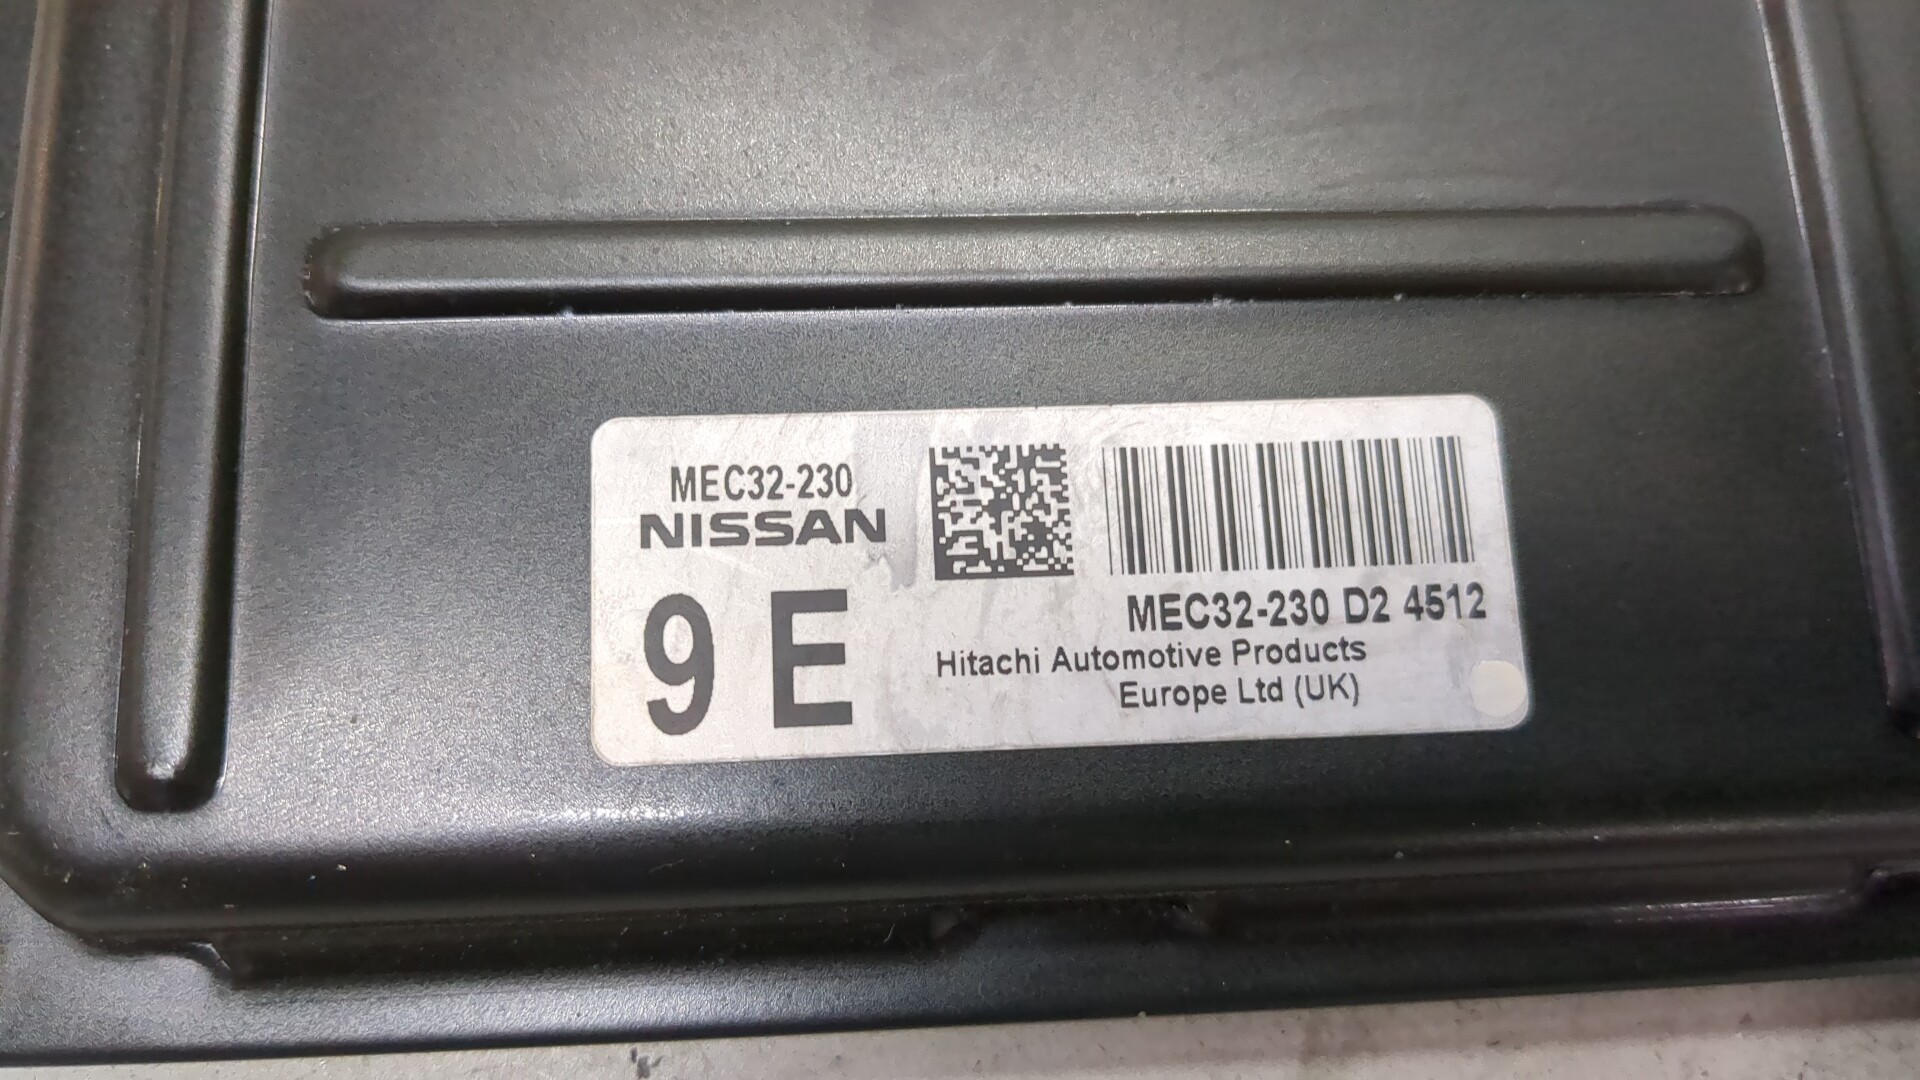 MEC32-230
NISSAN
9 E
MEC32-230 D2 4512
Hitachi Automotive Products
Europe Ltd (UK)